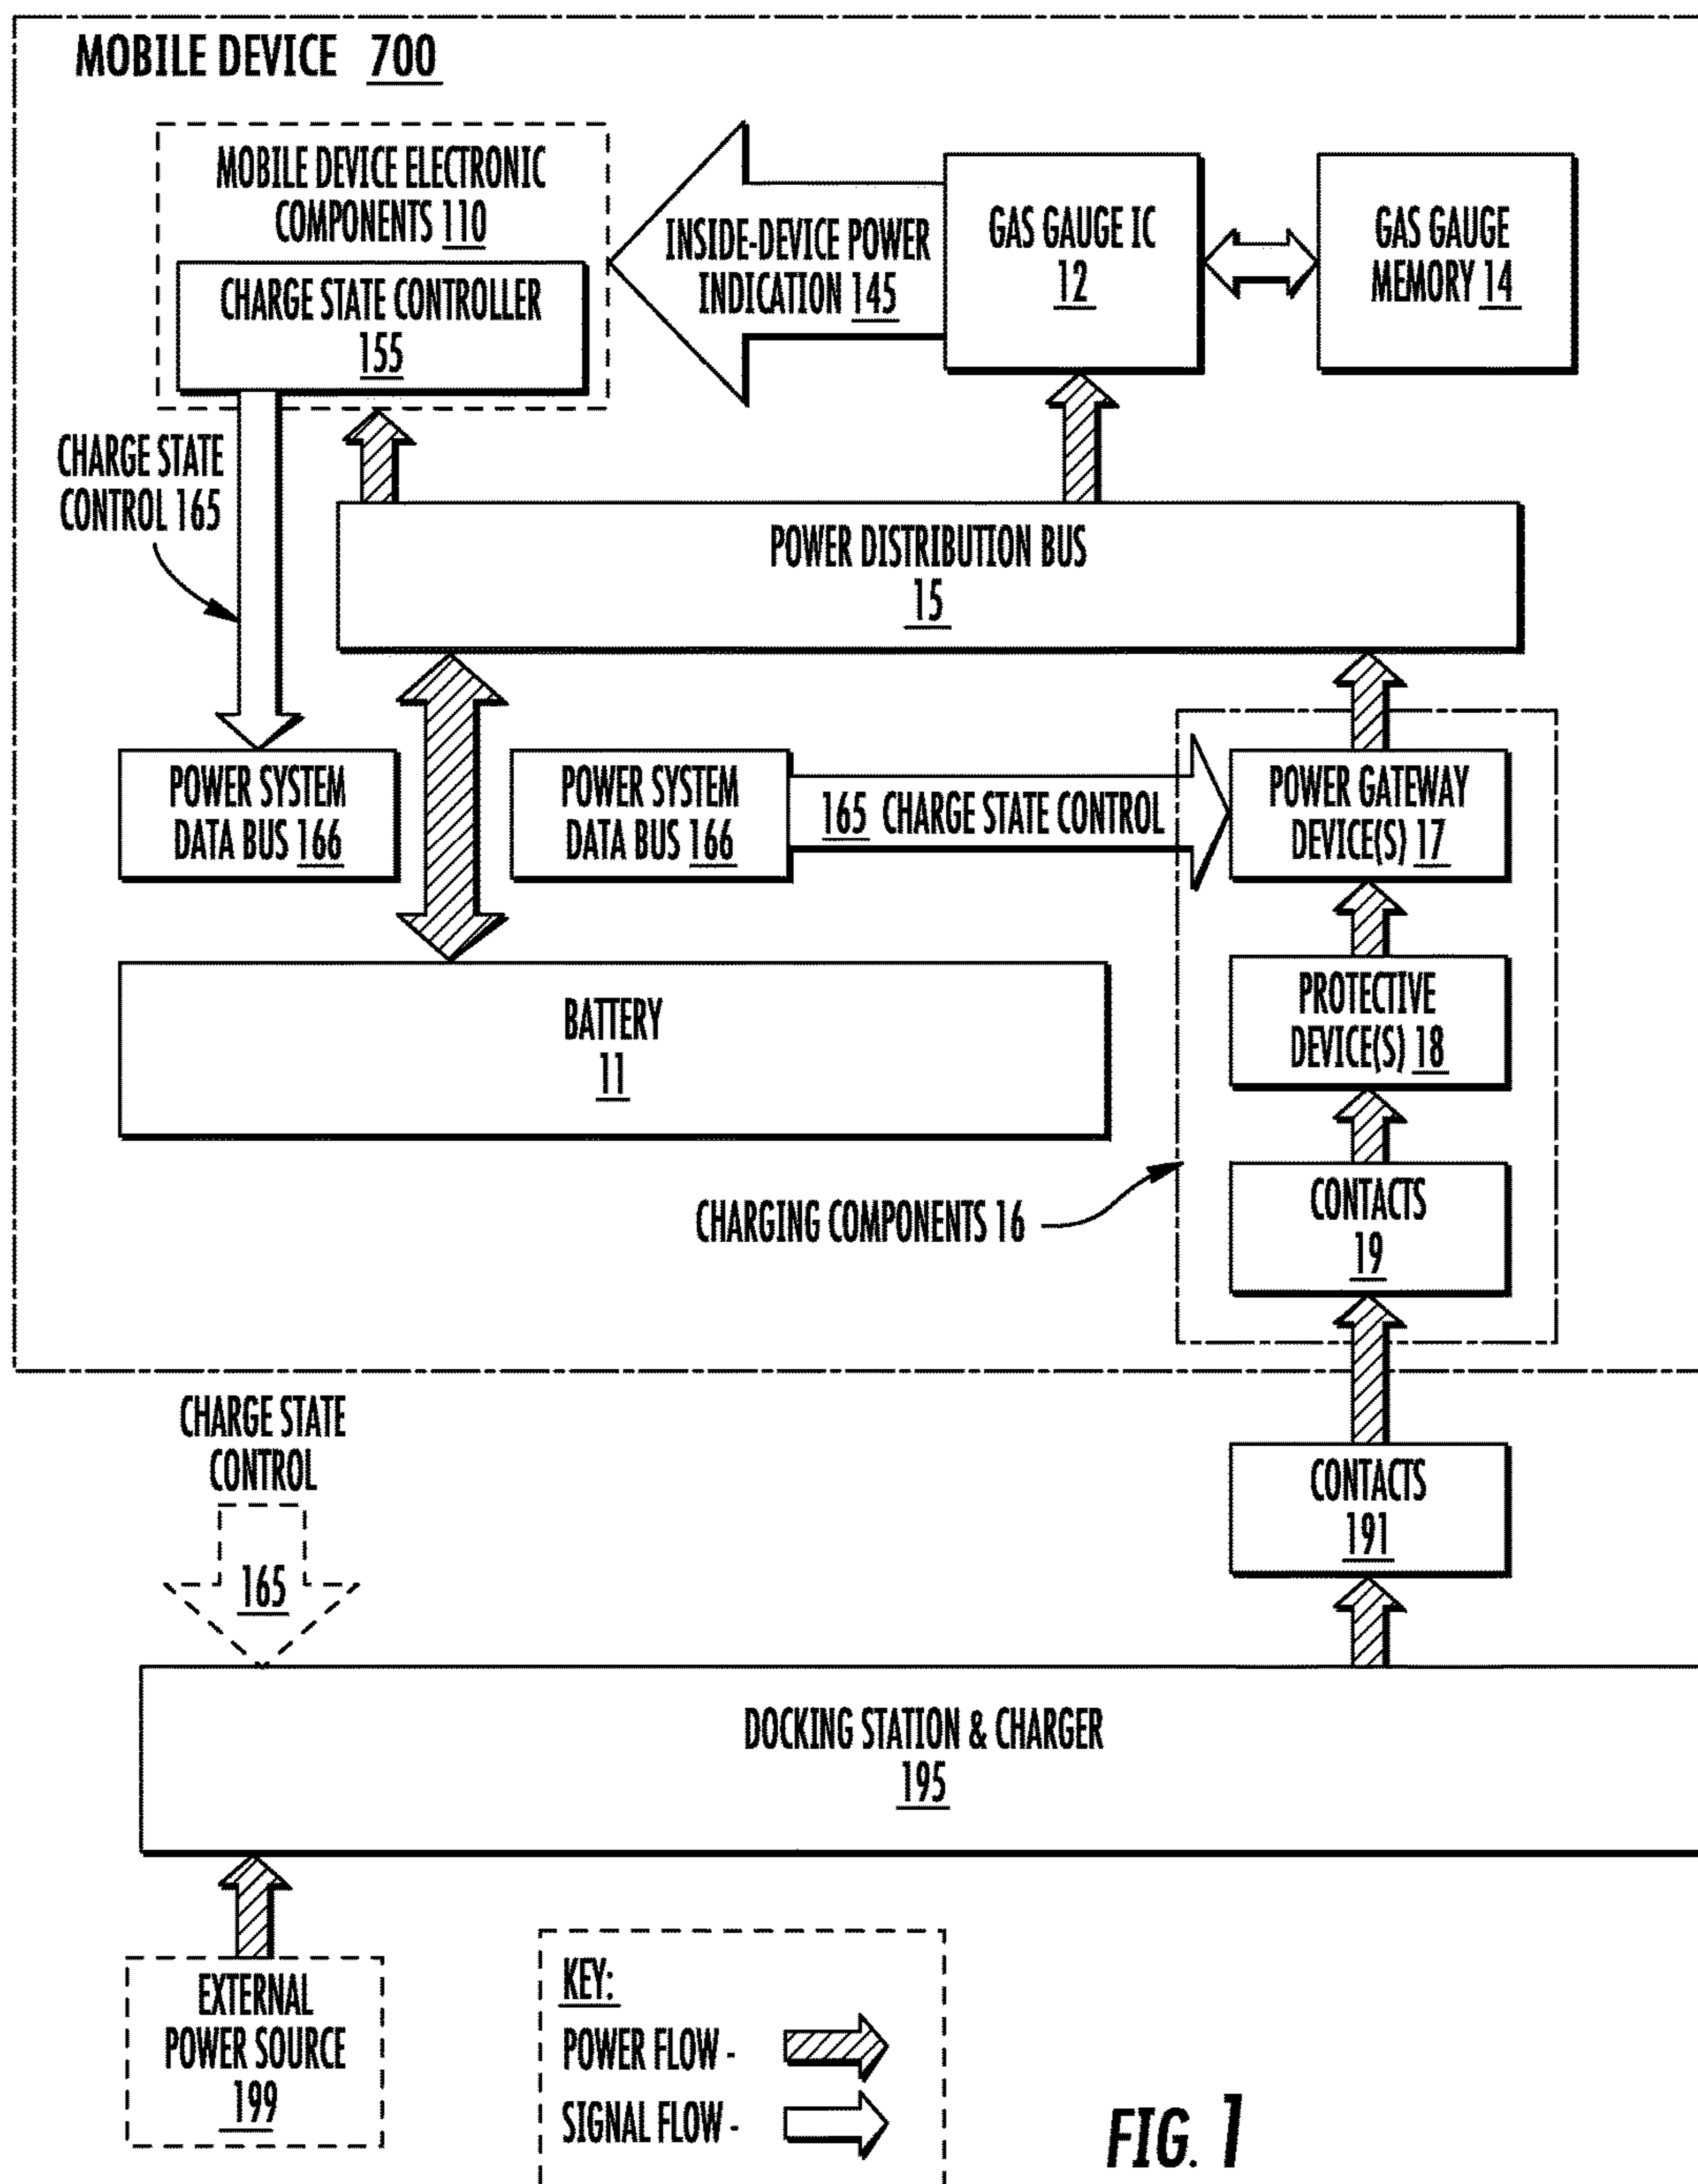 MOBILE DEVICE 700
MOBILE DEVICE ELECTRONIC
COMPONENTS 110
CHARGE STATE CONTROLLER
155
INSIDE-DEVICE POWER
INDICATION 145
GAS GAUGE IC
12
GAS GAUGE
MEMORY 14
CHARGE STATE
CONTROL 165
POWER DISTRIBUTION BUS
15
POWER SYSTEM
DATA BUS 166
POWER SYSTEM
DATA BUS 166
165 CHARGE STATE CONTROL
POWER GATEWAY
DEVICE(S) 17
PROTECTIVE
DEVICE(S) 18
BATTERY
11
CHARGING COMPONENTS 16
CONTACTS
19
CHARGE STATE
CONTROL
165
CONTACTS
191
DOCKING STATION & CHARGER
195
EXTERNAL
POWER SOURCE
199
KEY:
POWER FLOW -
SIGNAL FLOW -
FIG. 1